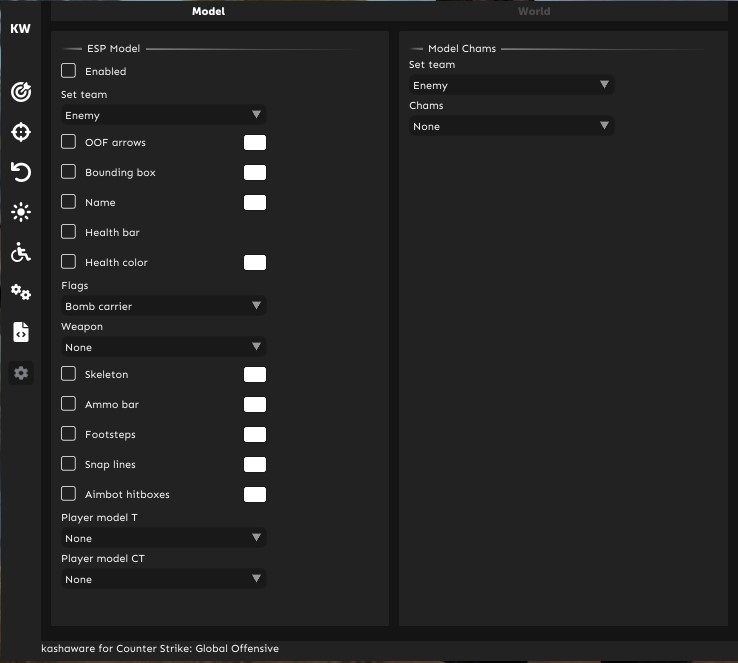 Model
World
KW
ESP Model
Enabled
Set team
Enemy
OOF arrows
Bounding box
Name
Health bar
Health color
Flags
Bomb carrier
Weapon
None
Skeleton
Ammo bar
Footsteps
Snap lines
Aimbot hitboxes
Player model T
None
Player model CT
None
Model Chams
Set team
Enemy
Chams
None
kashaware for Counter Strike: Global Offensive